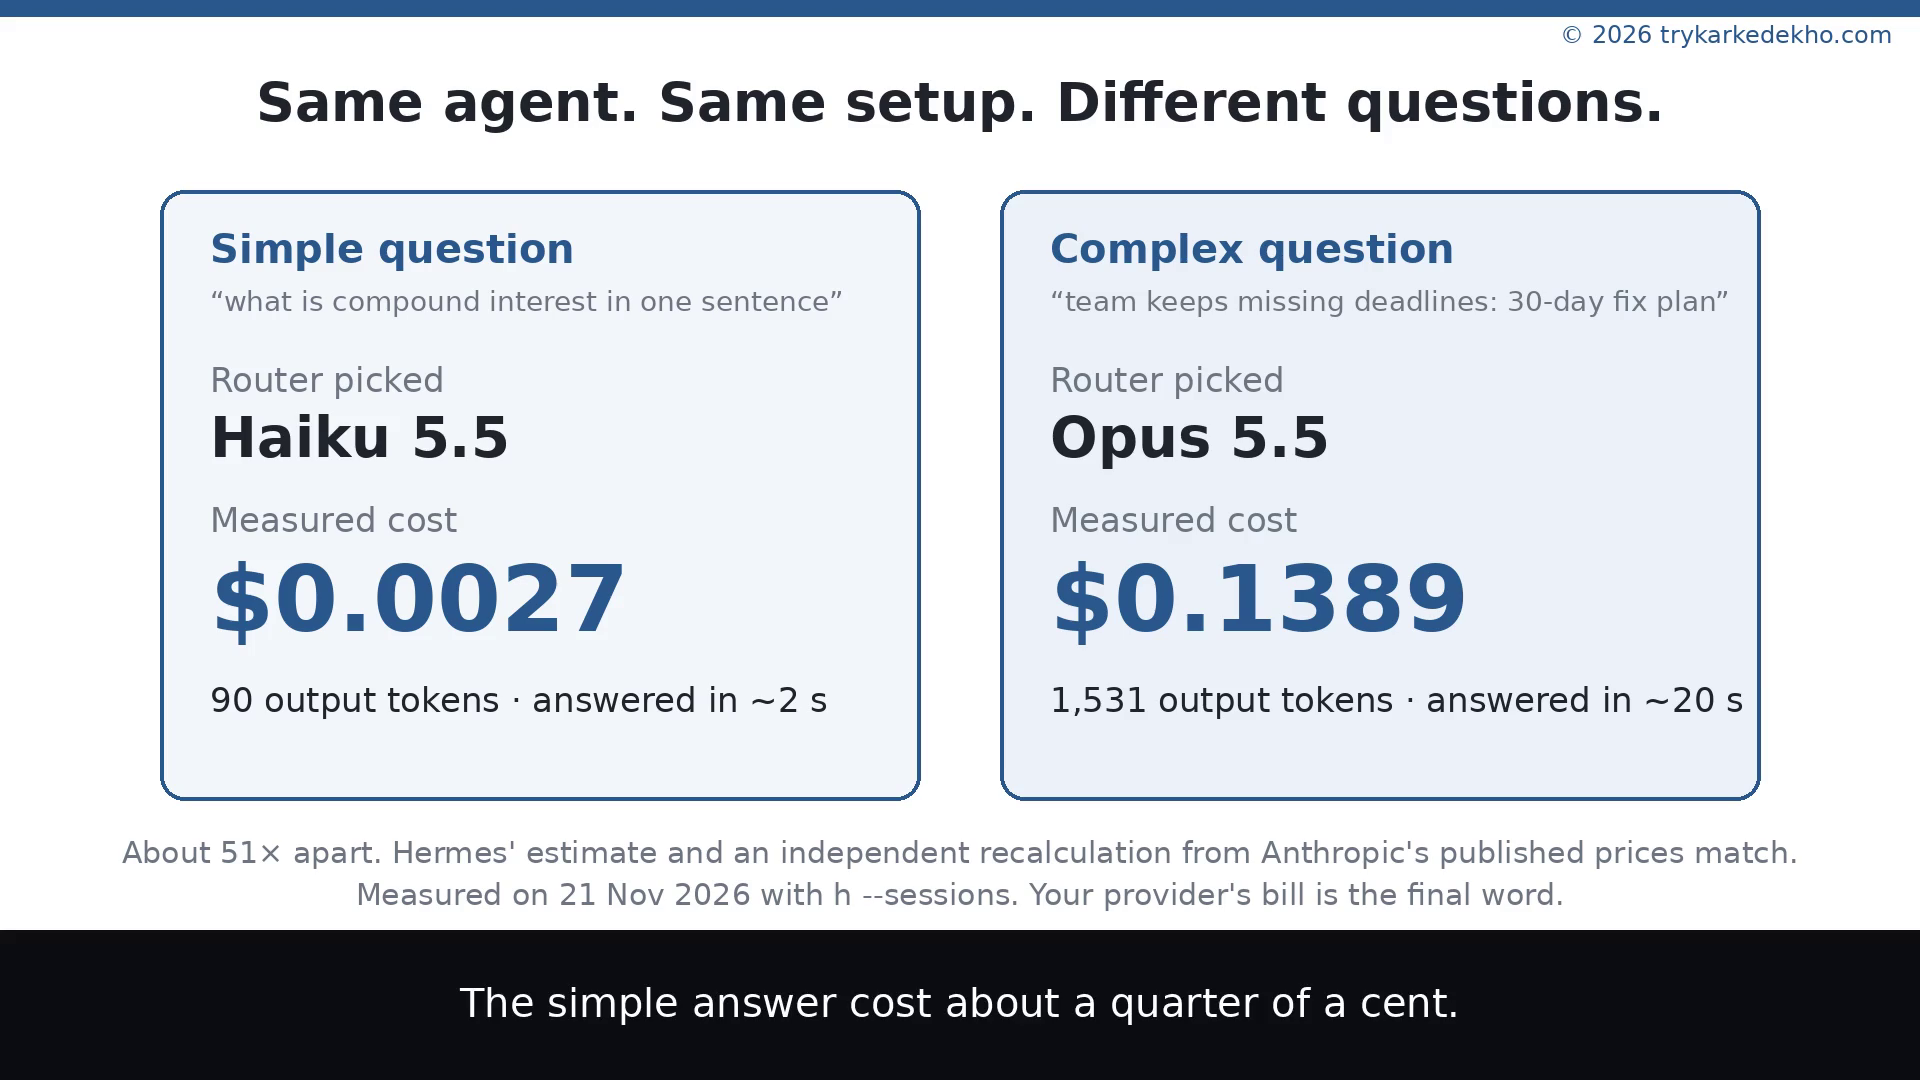 © 2026 trykarkedekho.com
Same agent. Same setup. Different questions.
Simple question
“what is compound interest in one sentence”
Router picked
Haiku 5.5
Measured cost
$0.0027
90 output tokens · answered in ~2 s
Complex question
“team keeps missing deadlines: 30-day fix plan”
Router picked
Opus 5.5
Measured cost
$0.1389
1,531 output tokens · answered in ~20 s
About 51× apart. Hermes' estimate and an independent recalculation from Anthropic's published prices match.
Measured on 21 Nov 2026 with h --sessions. Your provider's bill is the final word.
The simple answer cost about a quarter of a cent.